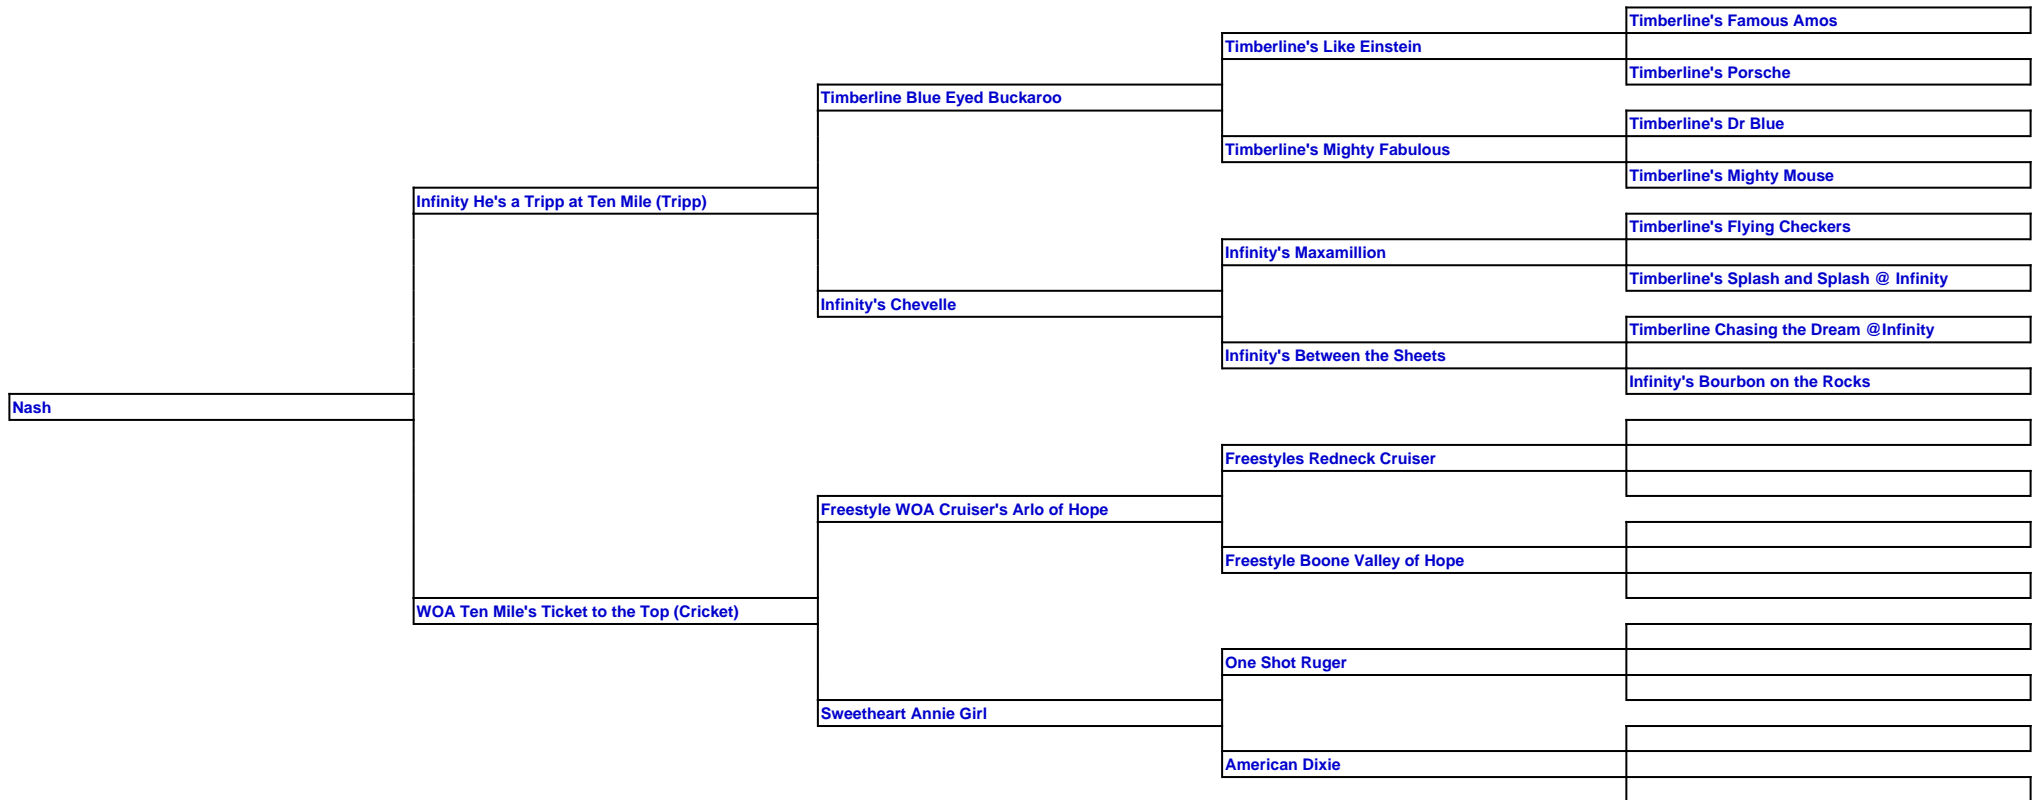 Timberline's Famous Amos
Timberline's Like Einstein
Timberline's Porsche
Timberline Blue Eyed Buckaroo
Timberline's Dr Blue
Timberline's Mighty Fabulous
Timberline's Mighty Mouse
Infinity He's a Tripp at Ten Mile (Tripp)
Timberline's Flying Checkers
Infinity's Maxamillion
Timberline's Splash and Splash @ Infinity
Infinity's Chevelle
Timberline Chasing the Dream @Infinity
Infinity's Between the Sheets
Infinity's Bourbon on the Rocks
Nash
Freestyles Redneck Cruiser
Freestyle WOA Cruiser's Arlo of Hope
Freestyle Boone Valley of Hope
WOA Ten Mile's Ticket to the Top (Cricket)
One Shot Ruger
Sweetheart Annie Girl
American Dixie